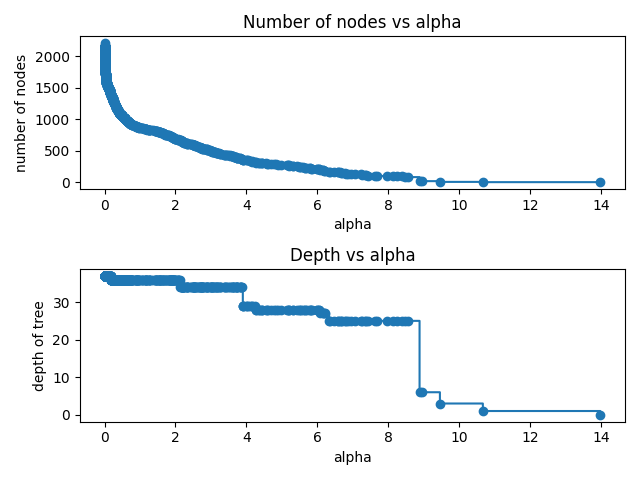 Number of nodes vs alpha
number of nodes
2000
1500
1000
500
0
0 2 4 6 8 10 12 14
alpha
Depth vs alpha
depth of tree
30
20
10
0
0 2 4 6 8 10 12 14
alpha